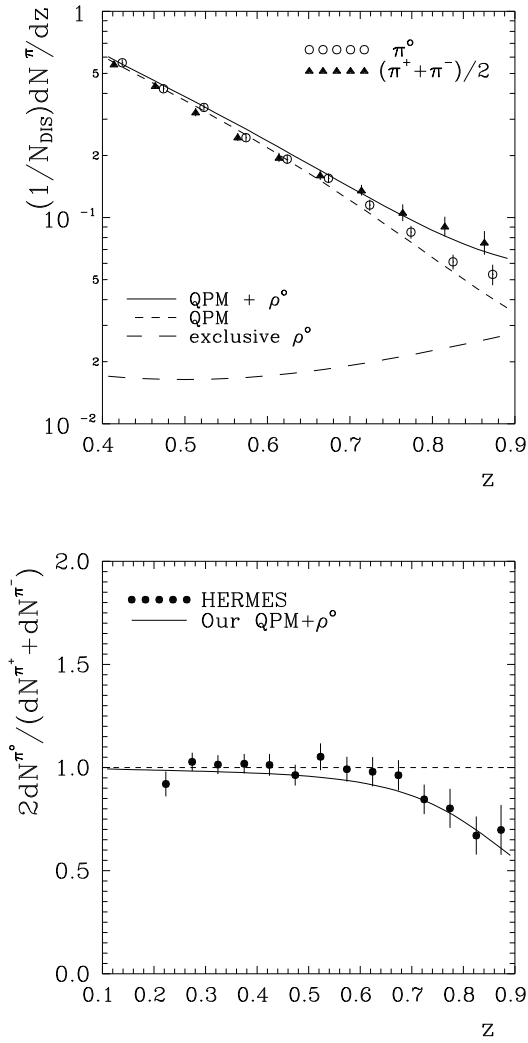 (1/N_DIS)dN^π/dz
1
5
2
10^-1
5
2
10^-2
π°
(π⁺+π⁻)/2
QPM + ρ°
QPM
exclusive ρ°
0.4 0.5 0.6 0.7 0.8 0.9
z
2dN^π°/(dN^π⁺+dN^π⁻)
2.0
1.5
1.0
0.5
0.0
HERMES
Our QPM+ρ°
0.1 0.2 0.3 0.4 0.5 0.6 0.7 0.8 0.9
z